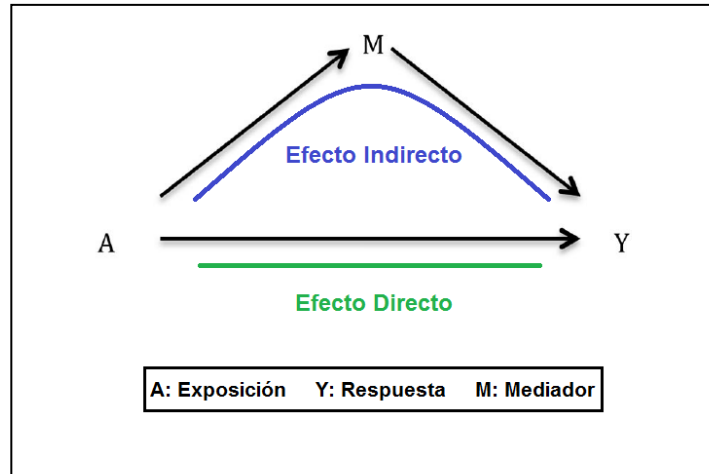 M
Efecto Indirecto
A
Y
Efecto Directo
A: Exposición Y: Respuesta M: Mediador